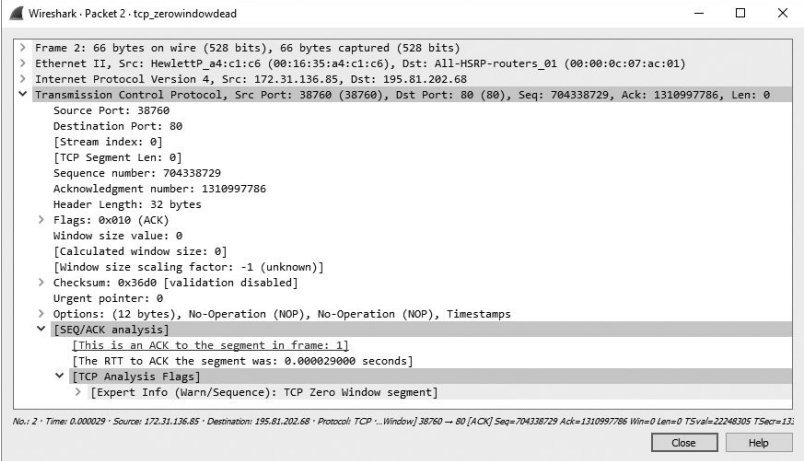 Wireshark · Packet 2 · tcp_zerowindowdead
Frame 2: 66 bytes on wire (528 bits), 66 bytes captured (528 bits)
Ethernet II, Src: HewlettP_a4:c1:c6 (00:16:35:a4:c1:c6), Dst: All-HSRP-routers_01 (00:00:0c:07:ac:01)
Internet Protocol Version 4, Src: 172.31.136.85, Dst: 195.81.202.68
Transmission Control Protocol, Src Port: 38760 (38760), Dst Port: 80 (80), Seq: 704338729, Ack: 1310997786, Len: 0
Source Port: 38760
Destination Port: 80
[Stream index: 0]
[TCP Segment Len: 0]
Sequence number: 704338729
Acknowledgment number: 1310997786
Header Length: 32 bytes
Flags: 0x010 (ACK)
Window size value: 0
[Calculated window size: 0]
[Window size scaling factor: -1 (unknown)]
Checksum: 0x36d0 [validation disabled]
Urgent pointer: 0
Options: (12 bytes), No-Operation (NOP), No-Operation (NOP), Timestamps
[SEQ/ACK analysis]
[This is an ACK to the segment in frame: 1]
[The RTT to ACK the segment was: 0.000029000 seconds]
[TCP Analysis Flags]
[Expert Info (Warn/Sequence): TCP Zero Window segment]
No.: 2 · Time: 0.000029 · Source: 172.31.136.85 · Destination: 195.81.202.68 · Protocol: TCP ·...Window] 38760 → 80 [ACK] Seq=704338729 Ack=1310997786 Win=0 Len=0 TSval=22248305 TSecr=133
Close Help